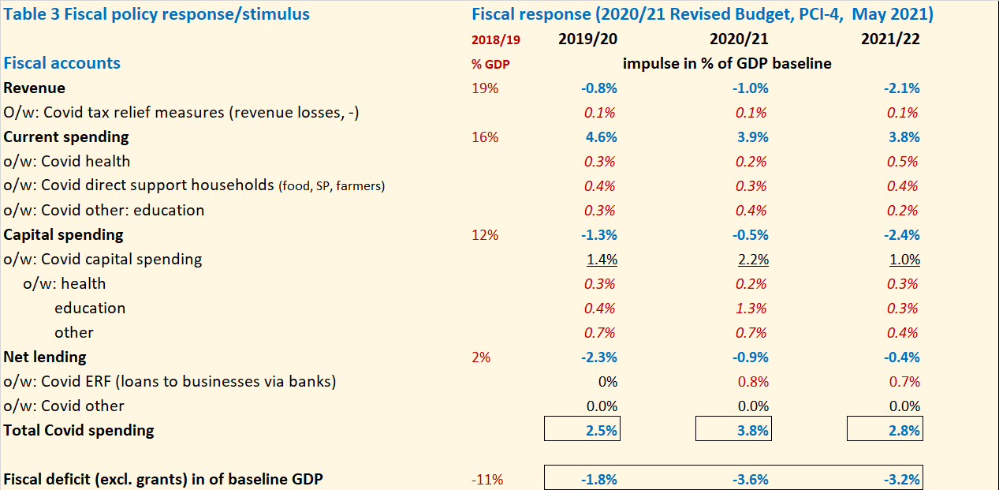 Table 3 Fiscal policy response/stimulus Fiscal response (2020/21 Revised Budget, PCI-4, May 2021)
2018/19 2019/20 2020/21 2021/22
Fiscal accounts % GDP impulse in % of GDP baseline
Revenue 19% -0.8% -1.0% -2.1%
O/w: Covid tax relief measures (revenue losses, -) 0.1% 0.1% 0.1%
Current spending 16% 4.6% 3.9% 3.8%
o/w: Covid health 0.3% 0.2% 0.5%
o/w: Covid direct support households (food, SP, farmers) 0.4% 0.3% 0.4%
o/w: Covid other: education 0.3% 0.4% 0.2%
Capital spending 12% -1.3% -0.5% -2.4%
o/w: Covid capital spending 1.4% 2.2% 1.0%
o/w: health 0.3% 0.2% 0.3%
education 0.4% 1.3% 0.3%
other 0.7% 0.7% 0.4%
Net lending 2% -2.3% -0.9% -0.4%
o/w: Covid ERF (loans to businesses via banks) 0% 0.8% 0.7%
o/w: Covid other 0.0% 0.0% 0.0%
Total Covid spending 2.5% 3.8% 2.8%
Fiscal deficit (excl. grants) in of baseline GDP -11% -1.8% -3.6% -3.2%